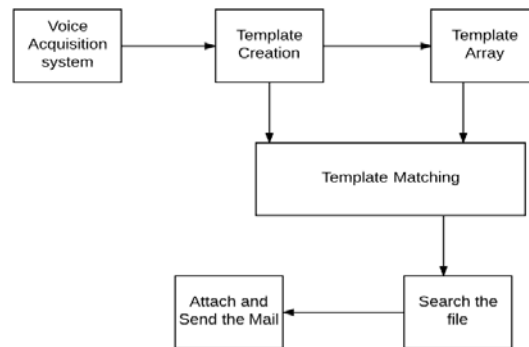 Voice
Acquisition
system
Template
Creation
Template
Array
Template Matching
Attach and
Send the Mail
Search the
file